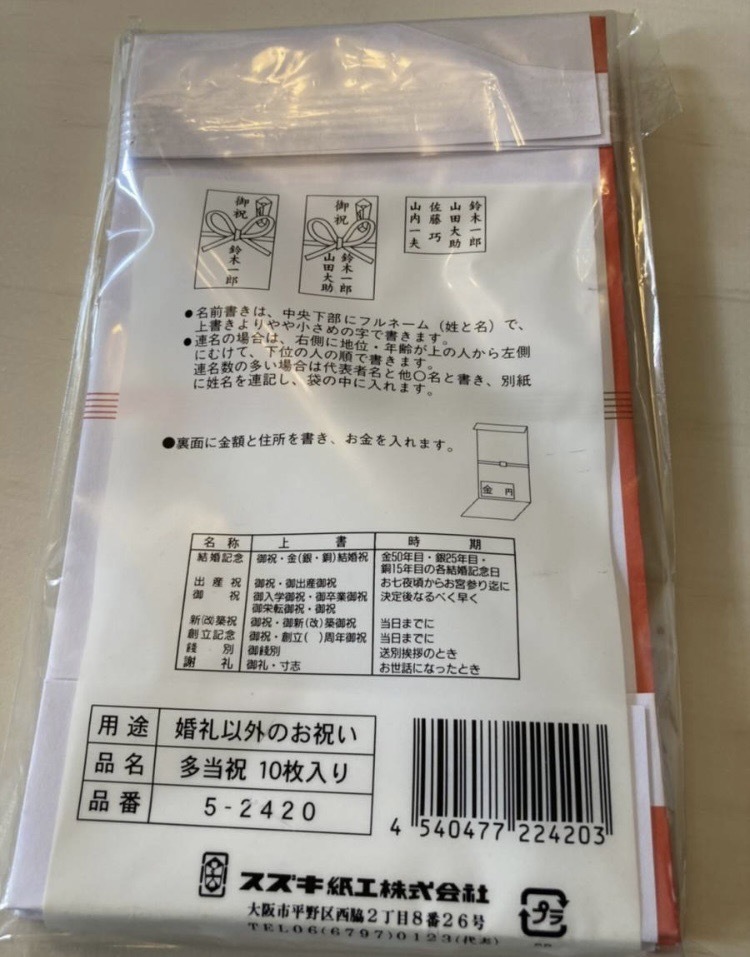 御祝
鈴木一郎
御祝
鈴木一郎
山田大助
鈴木一郎
山田大助
佐藤巧
山内一夫
●名前書きは、中央下部にフルネーム（姓と名）で、
上書きよりやや小さめの字で書きます。
●連名の場合は、右側に地位・年齢が上の人から左側
にむけて、下位の人の順で書きます。
連名数の多い場合は代表者名と他〇名と書き、別紙
に姓名を連記し、袋の中に入れます。
●裏面に金額と住所を書き、お金を入れます。
金 円
名称 上書 時期
結婚記念 御祝・金(銀・銅)結婚祝 金50年目・銀25年目・
銅15年目の各結婚記念日
出産祝 御祝・御出産御祝 お七夜頃からお宮参り迄に
御祝 御入学御祝・御卒業御祝 決定後なるべく早く
御栄転御祝・御祝
新(改)築祝 御祝・御新(改)築御祝 当日までに
創立記念 御祝・創立( )周年御祝 当日までに
餞別 御餞別 送別挨拶のとき
謝礼 御礼・寸志 お世話になったとき
用途 婚礼以外のお祝い
品名 多当祝 10枚入り
品番 5-2420
4 540477 224203
スズキ紙工株式会社
大阪市平野区西脇2丁目8番26号
TEL06(6797)0123(代表)
プラ